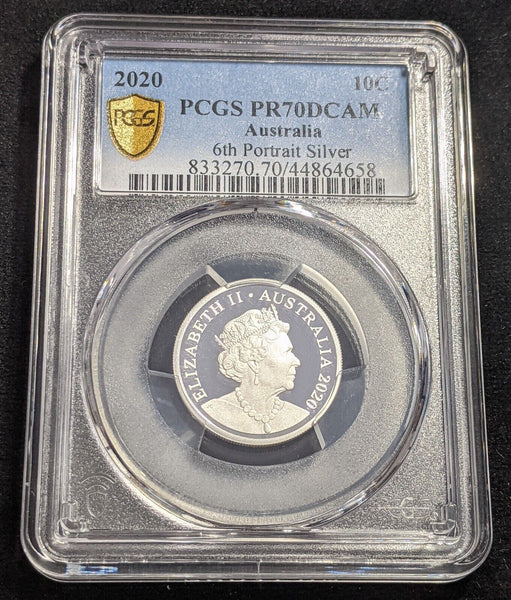 2020 10C
PCGS PR70DCAM
Australia
6th Portrait Silver
833270.70/44864658
PCGS
ELIZABETH II · AUSTRALIA 2020